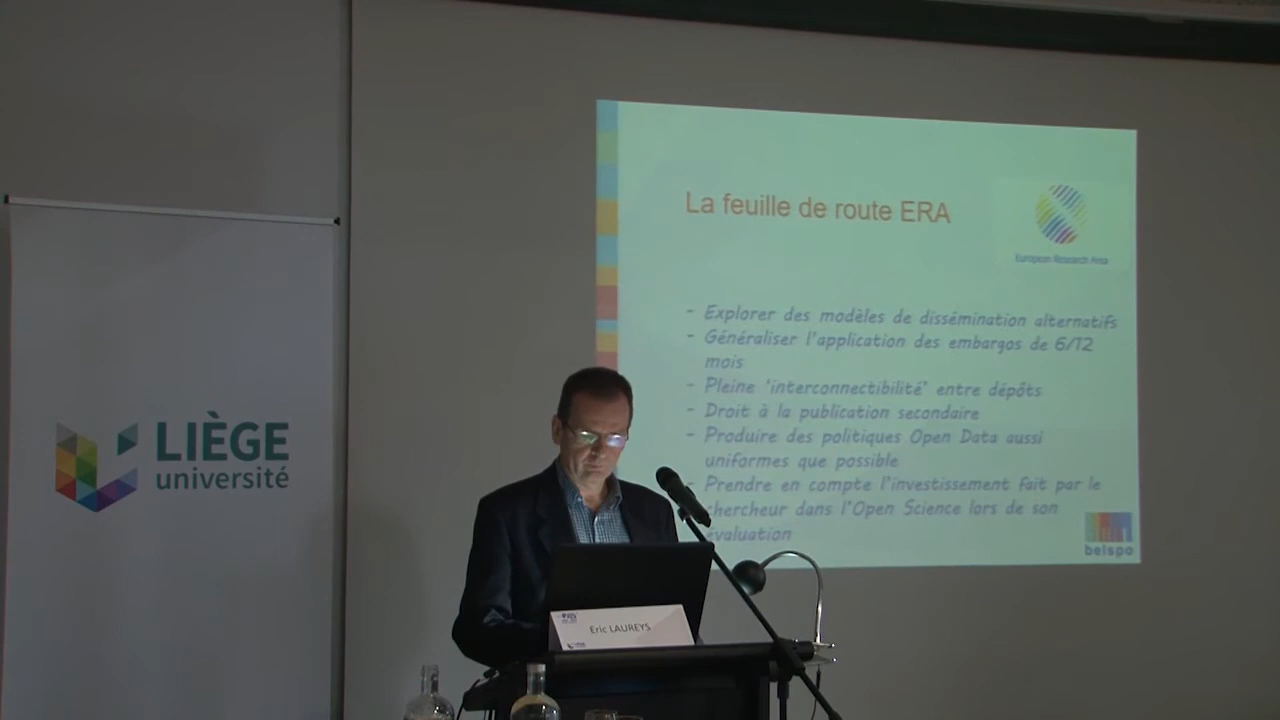 La feuille de route ERA
European Research Area
- Explorer des modèles de dissémination alternatifs
- Généraliser l'application des embargos de 6/12
mois
- Pleine 'interconnectibilité' entre dépôts
- Droit à la publication secondaire
- Produire des politiques Open Data aussi
uniformes que possible
- Prendre en compte l'investissement fait par le
chercheur dans l'Open Science lors de son
évaluation
belspo
LIÈGE
université
Eric LAUREYS